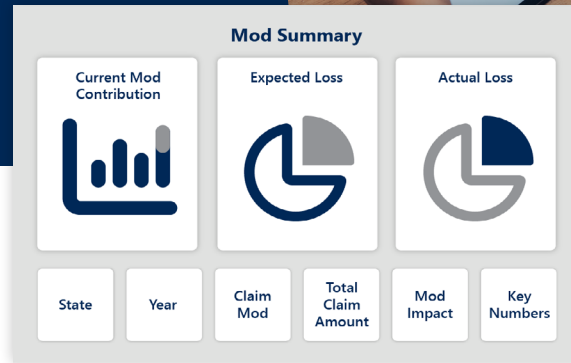 Mod Summary
Current Mod
Contribution
Expected Loss
Actual Loss
State
Year
Claim
Mod
Total
Claim
Amount
Mod
Impact
Key
Numbers